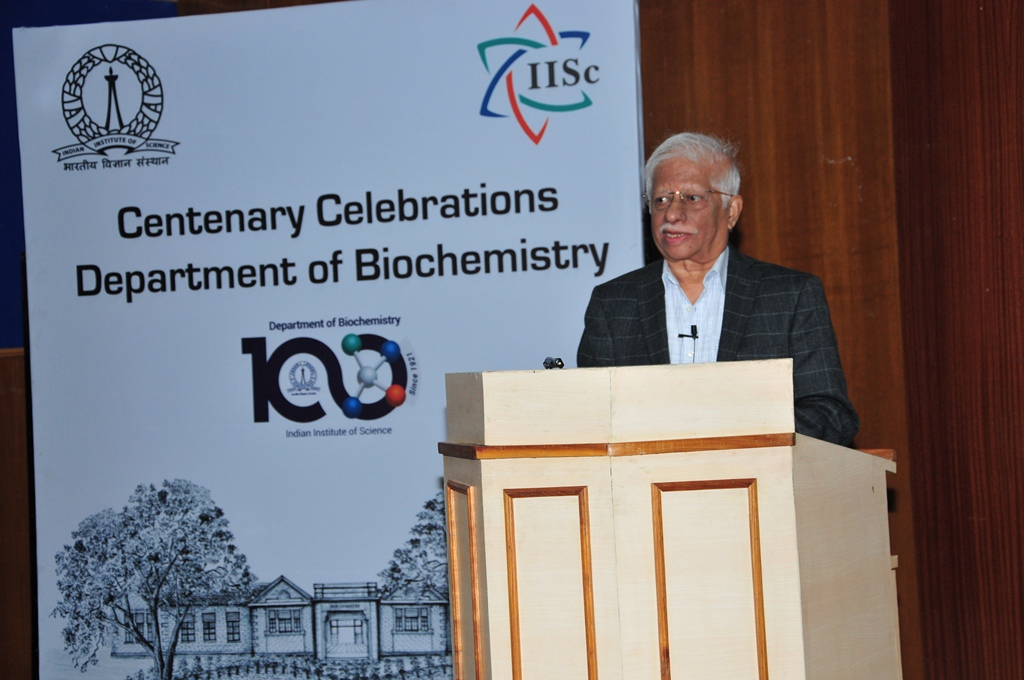 INDIAN INSTITUTE OF SCIENCE
भारतीय विज्ञान संस्थान
IISc
Centenary Celebrations
Department of Biochemistry
Department of Biochemistry
100
Since 1921
Indian Institute of Science